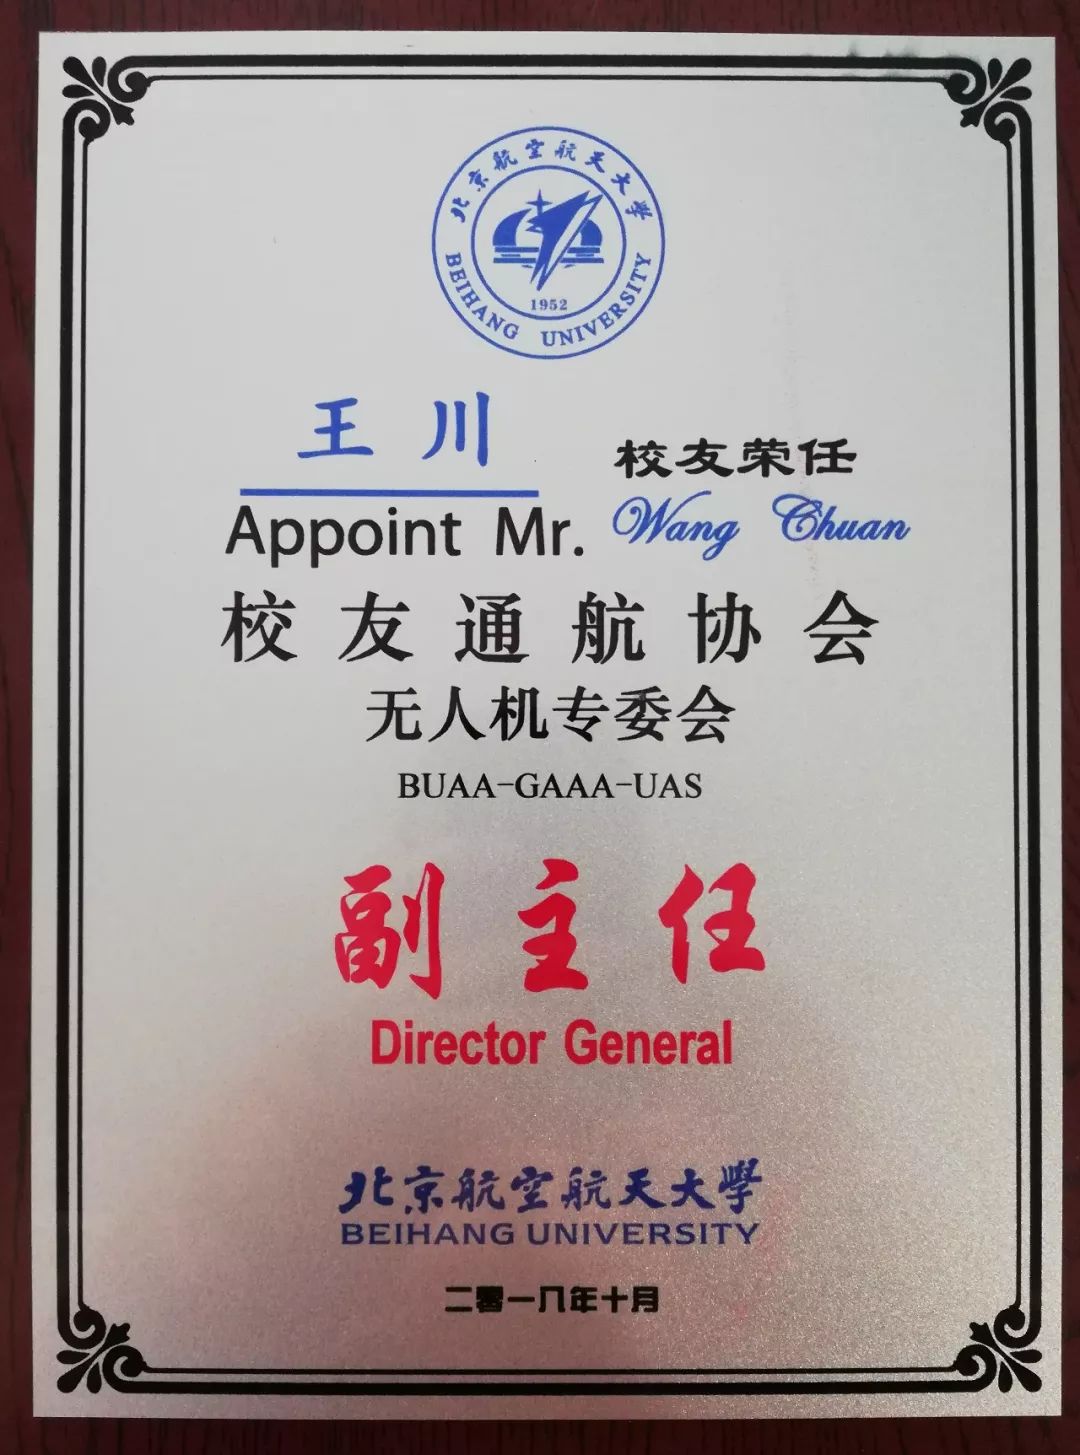 北京航空航天大學
1952
BEIHANG UNIVERSITY
王川
校友荣任
Appoint Mr. Wang Chuan
校友通航协会
无人机专委会
BUAA-GAAA-UAS
副主任
Director General
北京航空航天大學
BEIHANG UNIVERSITY
二零一八年十月